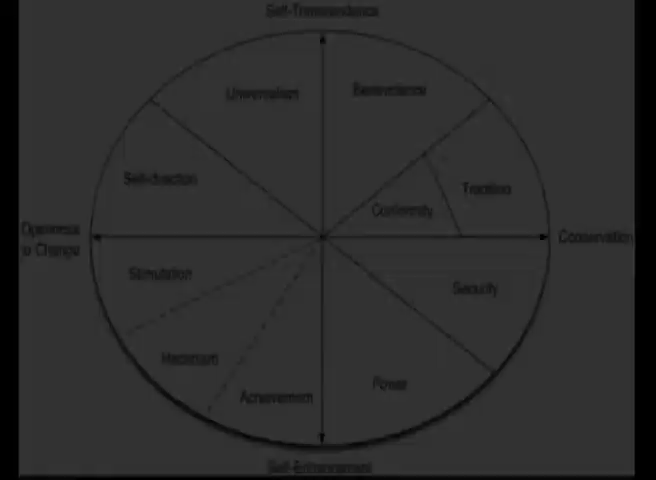 Self-Transcendence
Universalism
Benevolence
Self-direction
Tradition
Conformity
Openness
to Change
Conservation
Stimulation
Security
Hedonism
Power
Achievement
Self-Enhancement